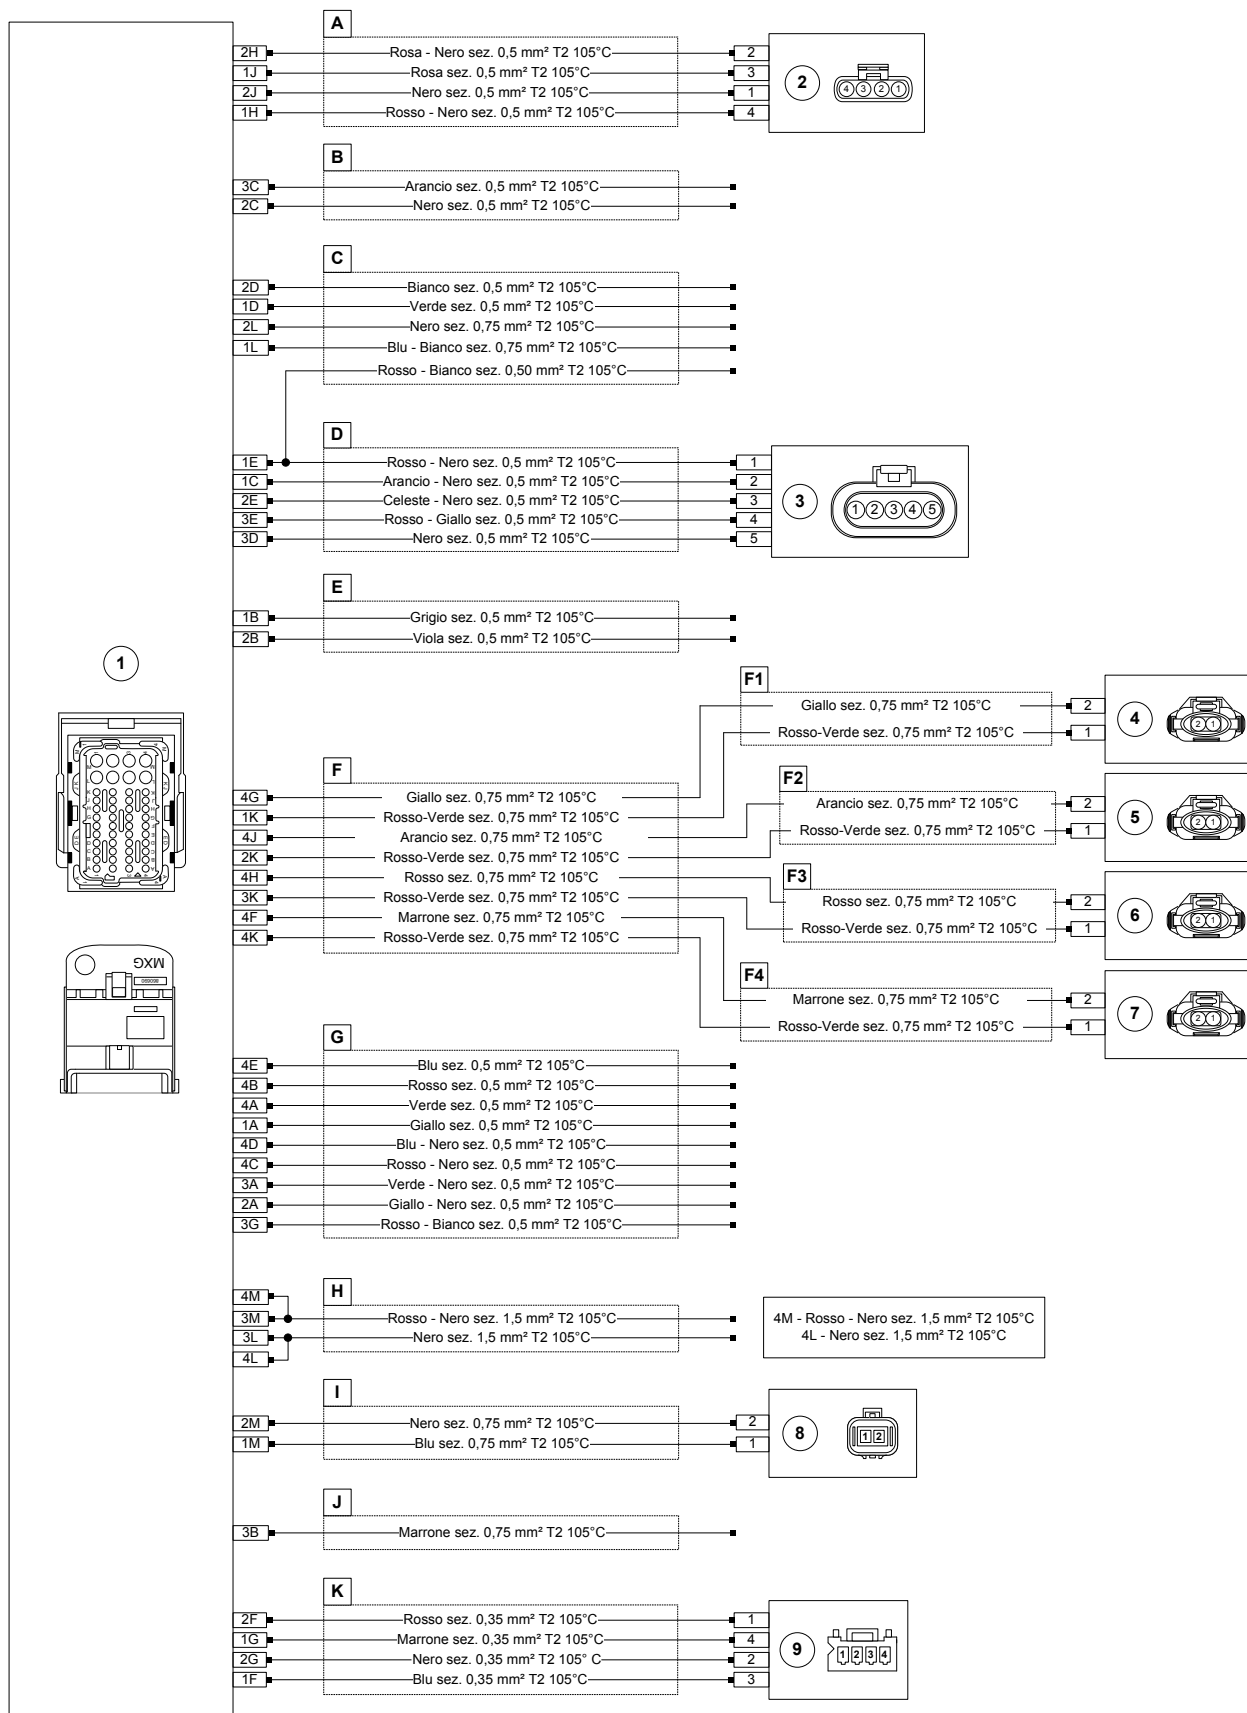 A
2H Rosa - Nero sez. 0,5 mm² T2 105°C 2
1J Rosa sez. 0,5 mm² T2 105°C 3
2J Nero sez. 0,5 mm² T2 105°C 1
1H Rosso - Nero sez. 0,5 mm² T2 105°C 4
2
4 3 2 1
B
3C Arancio sez. 0,5 mm² T2 105°C
2C Nero sez. 0,5 mm² T2 105°C
C
2D Bianco sez. 0,5 mm² T2 105°C
1D Verde sez. 0,5 mm² T2 105°C
2L Nero sez. 0,75 mm² T2 105°C
1L Blu - Bianco sez. 0,75 mm² T2 105°C
Rosso - Bianco sez. 0,50 mm² T2 105°C
D
1E Rosso - Nero sez. 0,5 mm² T2 105°C 1
1C Arancio - Nero sez. 0,5 mm² T2 105°C 2
2E Celeste - Nero sez. 0,5 mm² T2 105°C 3
3E Rosso - Giallo sez. 0,5 mm² T2 105°C 4
3D Nero sez. 0,5 mm² T2 105°C 5
3
1 2 3 4 5
E
1B Grigio sez. 0,5 mm² T2 105°C
2B Viola sez. 0,5 mm² T2 105°C
1
MXG
F
4G Giallo sez. 0,75 mm² T2 105°C
1K Rosso-Verde sez. 0,75 mm² T2 105°C
4J Arancio sez. 0,75 mm² T2 105°C
2K Rosso-Verde sez. 0,75 mm² T2 105°C
4H Rosso sez. 0,75 mm² T2 105°C
3K Rosso-Verde sez. 0,75 mm² T2 105°C
4F Marrone sez. 0,75 mm² T2 105°C
4K Rosso-Verde sez. 0,75 mm² T2 105°C
F1
Giallo sez. 0,75 mm² T2 105°C 2
Rosso-Verde sez. 0,75 mm² T2 105°C 1
4
2 1
F2
Arancio sez. 0,75 mm² T2 105°C 2
Rosso-Verde sez. 0,75 mm² T2 105°C 1
5
2 1
F3
Rosso sez. 0,75 mm² T2 105°C 2
Rosso-Verde sez. 0,75 mm² T2 105°C 1
6
2 1
F4
Marrone sez. 0,75 mm² T2 105°C 2
Rosso-Verde sez. 0,75 mm² T2 105°C 1
7
2 1
G
4E Blu sez. 0,5 mm² T2 105°C
4B Rosso sez. 0,5 mm² T2 105°C
4A Verde sez. 0,5 mm² T2 105°C
1A Giallo sez. 0,5 mm² T2 105°C
4D Blu - Nero sez. 0,5 mm² T2 105°C
4C Rosso - Nero sez. 0,5 mm² T2 105°C
3A Verde - Nero sez. 0,5 mm² T2 105°C
2A Giallo - Nero sez. 0,5 mm² T2 105°C
3G Rosso - Bianco sez. 0,5 mm² T2 105°C
H
4M
3M Rosso - Nero sez. 1,5 mm² T2 105°C
3L Nero sez. 1,5 mm² T2 105°C
4L
4M - Rosso - Nero sez. 1,5 mm² T2 105°C
4L - Nero sez. 1,5 mm² T2 105°C
I
2M Nero sez. 0,75 mm² T2 105°C 2
1M Blu sez. 0,75 mm² T2 105°C 1
8
1 2
J
3B Marrone sez. 0,75 mm² T2 105°C
K
2F Rosso sez. 0,35 mm² T2 105°C 1
1G Marrone sez. 0,35 mm² T2 105°C 4
2G Nero sez. 0,35 mm² T2 105° C 2
1F Blu sez. 0,35 mm² T2 105°C 3
9
1 2 3 4